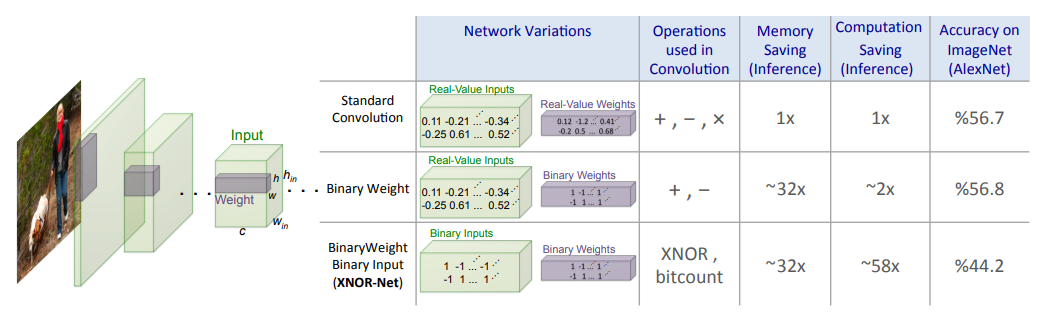 Network Variations
Operations
used in
Convolution
Memory
Saving
(Inference)
Computation
Saving
(Inference)
Accuracy on
ImageNet
(AlexNet)
Input
h
h_in
w
Weight
w_in
c
. . .
. . .
Standard
Convolution
Real-Value Inputs
0.11 -0.21 ... -0.34
-0.25 0.61 ... 0.52
Real-Value Weights
0.12 -1.2 ... 0.41
-0.2 0.5 ... 0.68
+ , − , ×
1x
1x
%56.7
Binary Weight
Real-Value Inputs
0.11 -0.21 ... -0.34
-0.25 0.61 ... 0.52
Binary Weights
1 -1 ... 1
-1 1 ... 1
+ , −
~32x
~2x
%56.8
BinaryWeight
Binary Input
(XNOR-Net)
Binary Inputs
1 -1 ... -1
-1 1 ... 1
Binary Weights
1 -1 ... 1
-1 1 ... 1
XNOR ,
bitcount
~32x
~58x
%44.2